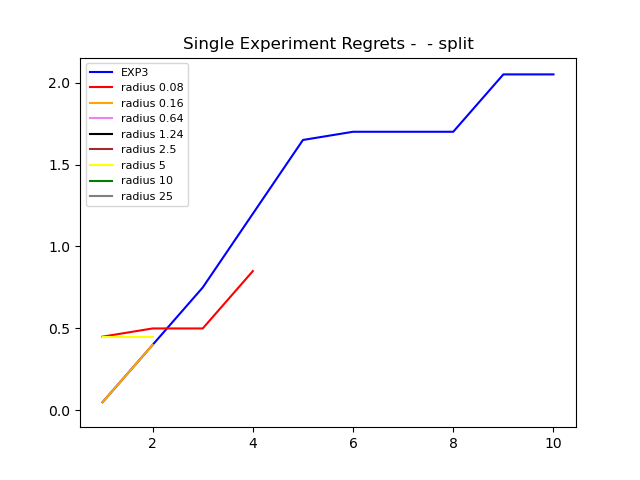 Single Experiment Regrets -  - split
EXP3
radius 0.08
radius 0.16
radius 0.64
radius 1.24
radius 2.5
radius 5
radius 10
radius 25
2.0
1.5
1.0
0.5
0.0
2 4 6 8 10